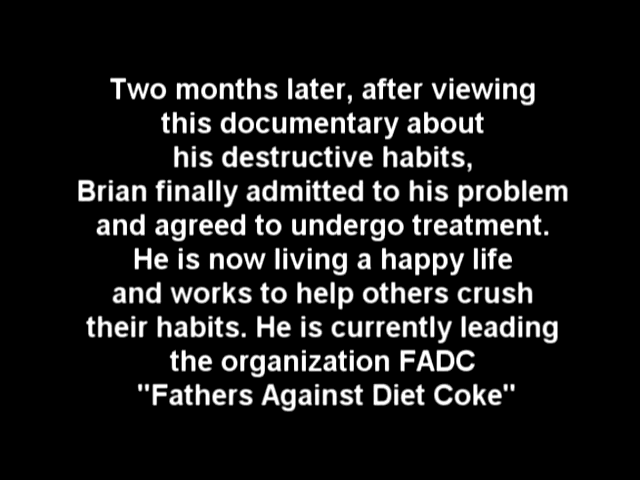 Two months later, after viewing
this documentary about
his destructive habits,
Brian finally admitted to his problem
and agreed to undergo treatment.
He is now living a happy life
and works to help others crush
their habits. He is currently leading
the organization FADC
"Fathers Against Diet Coke"